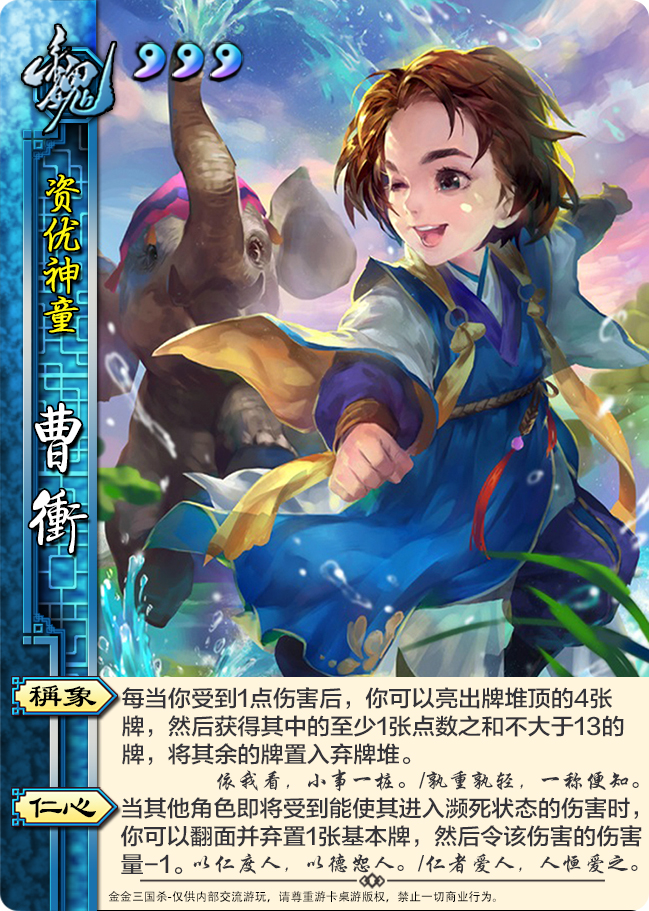 魏
资优神童
曹衝
稱象
每当你受到1点伤害后，你可以亮出牌堆顶的4张
牌，然后获得其中的至少1张点数之和不大于13的
牌，将其余的牌置入弃牌堆。
依我看，小事一桩。/孰重孰轻，一称便知。
仁心
当其他角色即将受到能使其进入濒死状态的伤害时，
你可以翻面并弃置1张基本牌，然后令该伤害的伤害
量-1。以仁度人，以德恕人。/仁者爱人，人恒爱之。
金金三国杀-仅供内部交流游玩，请尊重游卡桌游版权，禁止一切商业行为。